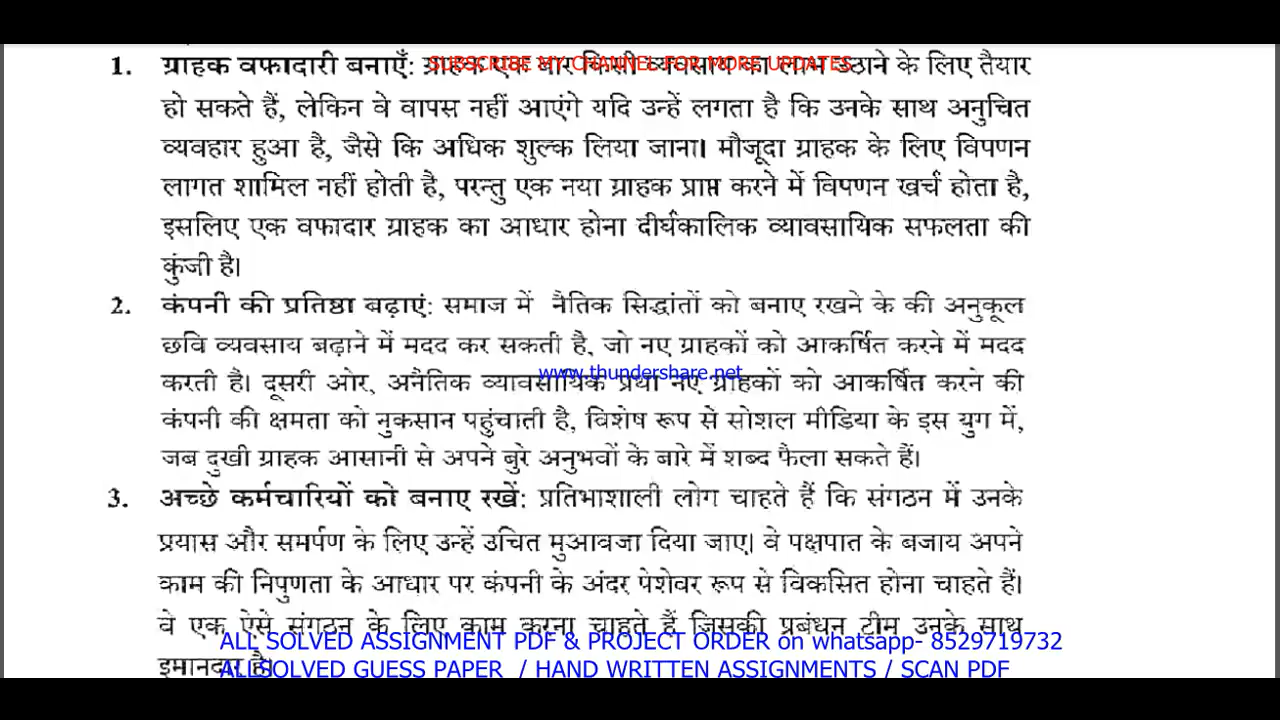 1. ग्राहक वफादारी बनाएँ: ग्राहक एक बार किसी व्यवसाय का लाभ उठाने के लिए तैयार
SUBSCRIBE MY CHANNEL FOR MORE UPDATES
हो सकते हैं, लेकिन वे वापस नहीं आएंगे यदि उन्हें लगता है कि उनके साथ अनुचित
व्यवहार हुआ है, जैसे कि अधिक शुल्क लिया जाना। मौजूदा ग्राहक के लिए विपणन
लागत शामिल नहीं होती है, परन्तु एक नया ग्राहक प्राप्त करने में विपणन खर्च होता है,
इसलिए एक वफादार ग्राहक का आधार होना दीर्घकालिक व्यावसायिक सफलता की
कुंजी है।
2. कंपनी की प्रतिष्ठा बढ़ाएं: समाज में नैतिक सिद्धांतों को बनाए रखने के की अनुकूल
छवि व्यवसाय बढ़ाने में मदद कर सकती है, जो नए ग्राहकों को आकर्षित करने में मदद
www.thundershare.net
करती है। दूसरी ओर, अनैतिक व्यावसायिक प्रथा नए ग्राहकों को आकर्षित करने की
कंपनी की क्षमता को नुकसान पहुंचाती है, विशेष रूप से सोशल मीडिया के इस युग में,
जब दुखी ग्राहक आसानी से अपने बुरे अनुभवों के बारे में शब्द फैला सकते हैं।
3. अच्छे कर्मचारियों को बनाए रखें: प्रतिभाशाली लोग चाहते हैं कि संगठन में उनके
प्रयास और समर्पण के लिए उन्हें उचित मुआवजा दिया जाए। वे पक्षपात के बजाय अपने
काम की निपुणता के आधार पर कंपनी के अंदर पेशेवर रूप से विकसित होना चाहते हैं।
वे एक ऐसे संगठन के लिए काम करना चाहते हैं जिसकी प्रबंधन टीम उनके साथ
ALL SOLVED ASSIGNMENT PDF & PROJECT ORDER on whatsapp- 8529719732
इमानदार है।
ALLSOLVED GUESS PAPER / HAND WRITTEN ASSIGNMENTS / SCAN PDF